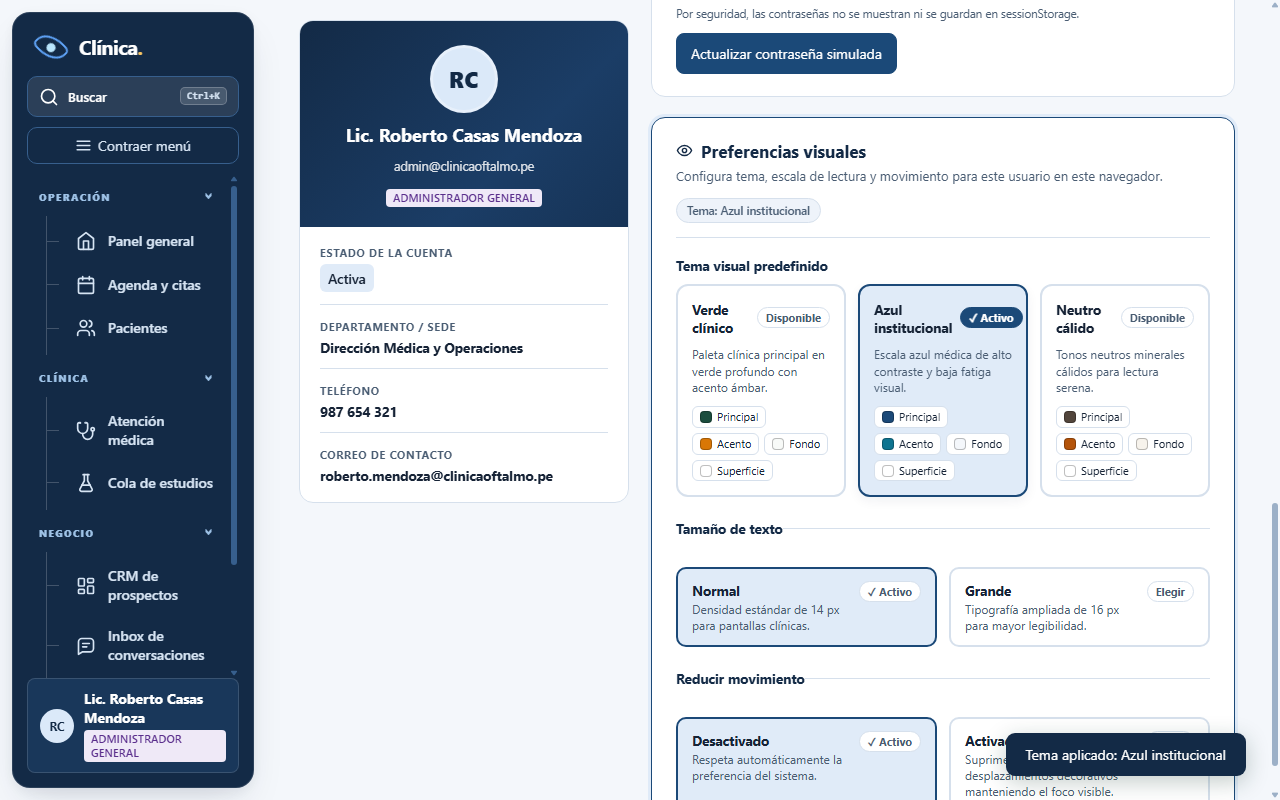 Clínica.
Buscar
Ctrl+K
Contraer menú
OPERACIÓN
Panel general
Agenda y citas
Pacientes
CLÍNICA
Atención
médica
Cola de estudios
NEGOCIO
CRM de
prospectos
Inbox de
conversaciones
RC
Lic. Roberto Casas
Mendoza
ADMINISTRADOR
GENERAL
RC
Lic. Roberto Casas Mendoza
admin@clinicaoftalmo.pe
ADMINISTRADOR GENERAL
ESTADO DE LA CUENTA
Activa
DEPARTAMENTO / SEDE
Dirección Médica y Operaciones
TELÉFONO
987 654 321
CORREO DE CONTACTO
roberto.mendoza@clinicaoftalmo.pe
Por seguridad, las contraseñas no se muestran ni se guardan en sessionStorage.
Actualizar contraseña simulada
Preferencias visuales
Configura tema, escala de lectura y movimiento para este usuario en este navegador.
Tema: Azul institucional
Tema visual predefinido
Verde
clínico
Disponible
Paleta clínica principal en
verde profundo con
acento ámbar.
Principal
Acento
Fondo
Superficie
Azul
institucional
✓ Activo
Escala azul médica de alto
contraste y baja fatiga
visual.
Principal
Acento
Fondo
Superficie
Neutro
cálido
Disponible
Tonos neutros minerales
cálidos para lectura
serena.
Principal
Acento
Fondo
Superficie
Tamaño de texto
Normal
✓ Activo
Densidad estándar de 14 px
para pantallas clínicas.
Grande
Elegir
Tipografía ampliada de 16 px
para mayor legibilidad.
Reducir movimiento
Desactivado
✓ Activo
Respeta automáticamente la
preferencia del sistema.
manteniendo el foco visible.
Tema aplicado: Azul institucional